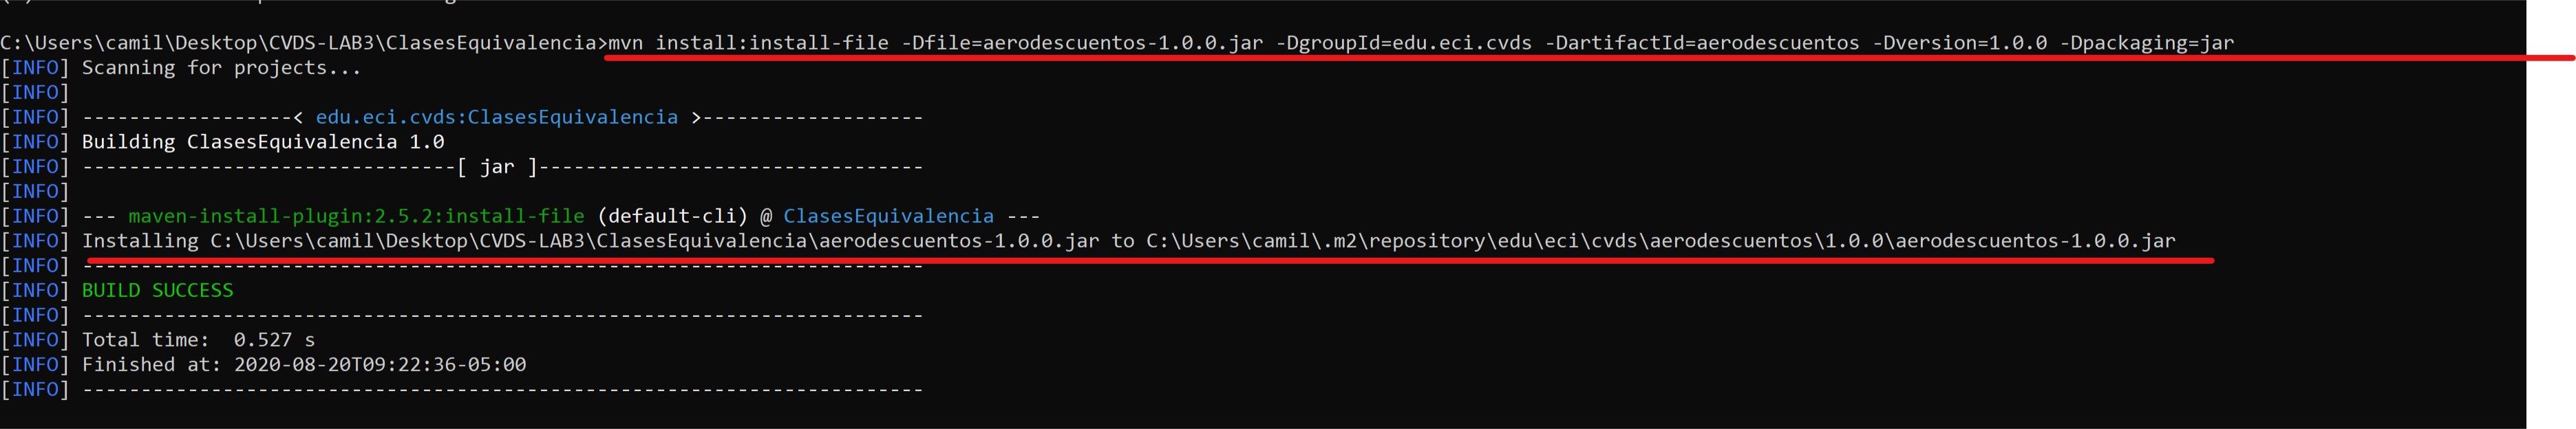 C:\Users\camil\Desktop\CVDS-LAB3\ClasesEquivalencia>mvn install:install-file -Dfile=aerodescuentos-1.0.0.jar -DgroupId=edu.eci.cvds -DartifactId=aerodescuentos -Dversion=1.0.0 -Dpackaging=jar
[INFO] Scanning for projects...
[INFO]
[INFO] ------------------< edu.eci.cvds:ClasesEquivalencia >-------------------
[INFO] Building ClasesEquivalencia 1.0
[INFO] --------------------------------[ jar ]---------------------------------
[INFO]
[INFO] --- maven-install-plugin:2.5.2:install-file (default-cli) @ ClasesEquivalencia ---
[INFO] Installing C:\Users\camil\Desktop\CVDS-LAB3\ClasesEquivalencia\aerodescuentos-1.0.0.jar to C:\Users\camil\.m2\repository\edu\eci\cvds\aerodescuentos\1.0.0\aerodescuentos-1.0.0.jar
[INFO] ------------------------------------------------------------------------
[INFO] BUILD SUCCESS
[INFO] ------------------------------------------------------------------------
[INFO] Total time:  0.527 s
[INFO] Finished at: 2020-08-20T09:22:36-05:00
[INFO] ------------------------------------------------------------------------